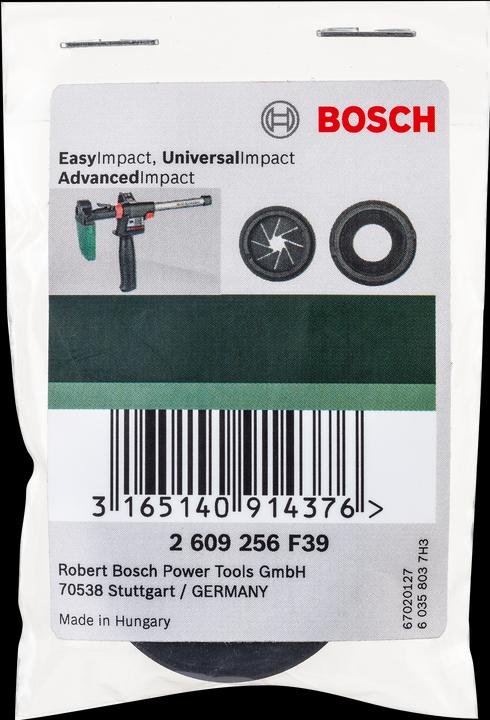 BOSCH
EasyImpact, UniversalImpact
AdvancedImpact
3 165140 914376 >
2 609 256 F39
Robert Bosch Power Tools GmbH
70538 Stuttgart / GERMANY
Made in Hungary
67020127
6 035 803 7H3